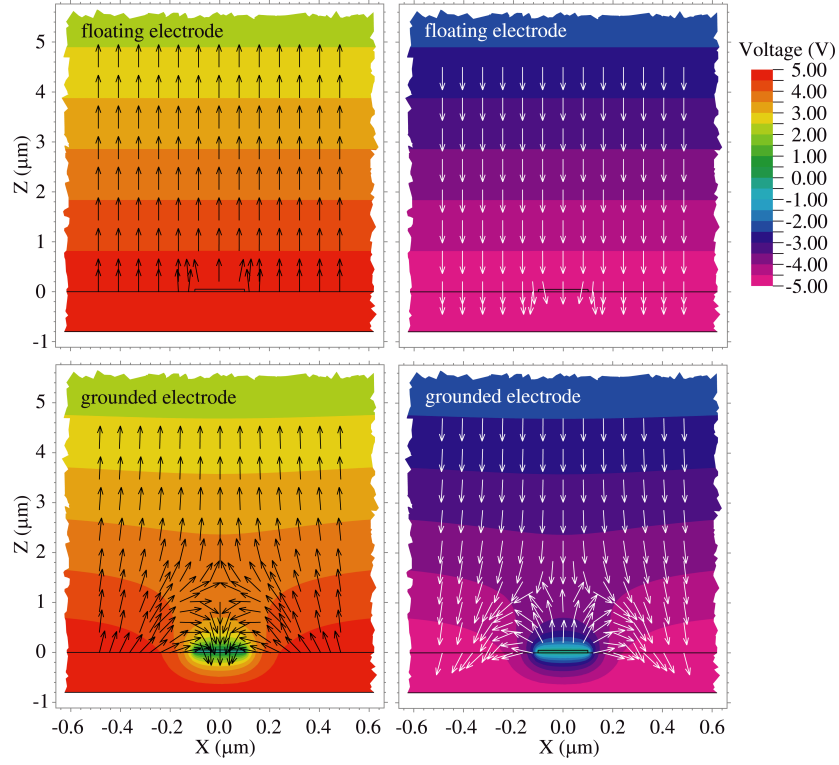 floating electrode
floating electrode
Voltage (V)
5.00
4.00
3.00
2.00
1.00
0.00
-1.00
-2.00
-3.00
-4.00
-5.00
5
4
3
2
1
0
-1
Z (μm)
grounded electrode
grounded electrode
5
4
3
2
1
0
-1
Z (μm)
-0.6 -0.4 -0.2 0.0 0.2 0.4 0.6
-0.6 -0.4 -0.2 0.0 0.2 0.4 0.6
X (μm)
X (μm)